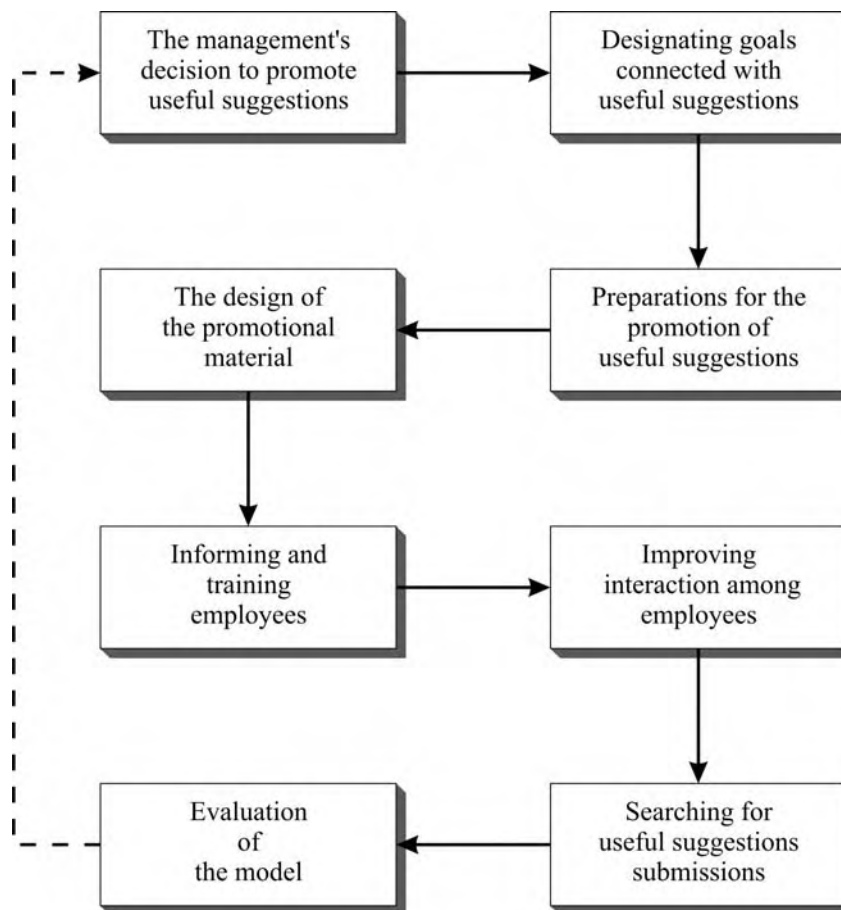 The management's
decision to promote
useful suggestions
Designating goals
connected with
useful suggestions
The design of
the promotional
material
Preparations for the
promotion of
useful suggestions
Informing and
training
employees
Improving
interaction among
employees
Evaluation
of
the model
Searching for
useful suggestions
submissions